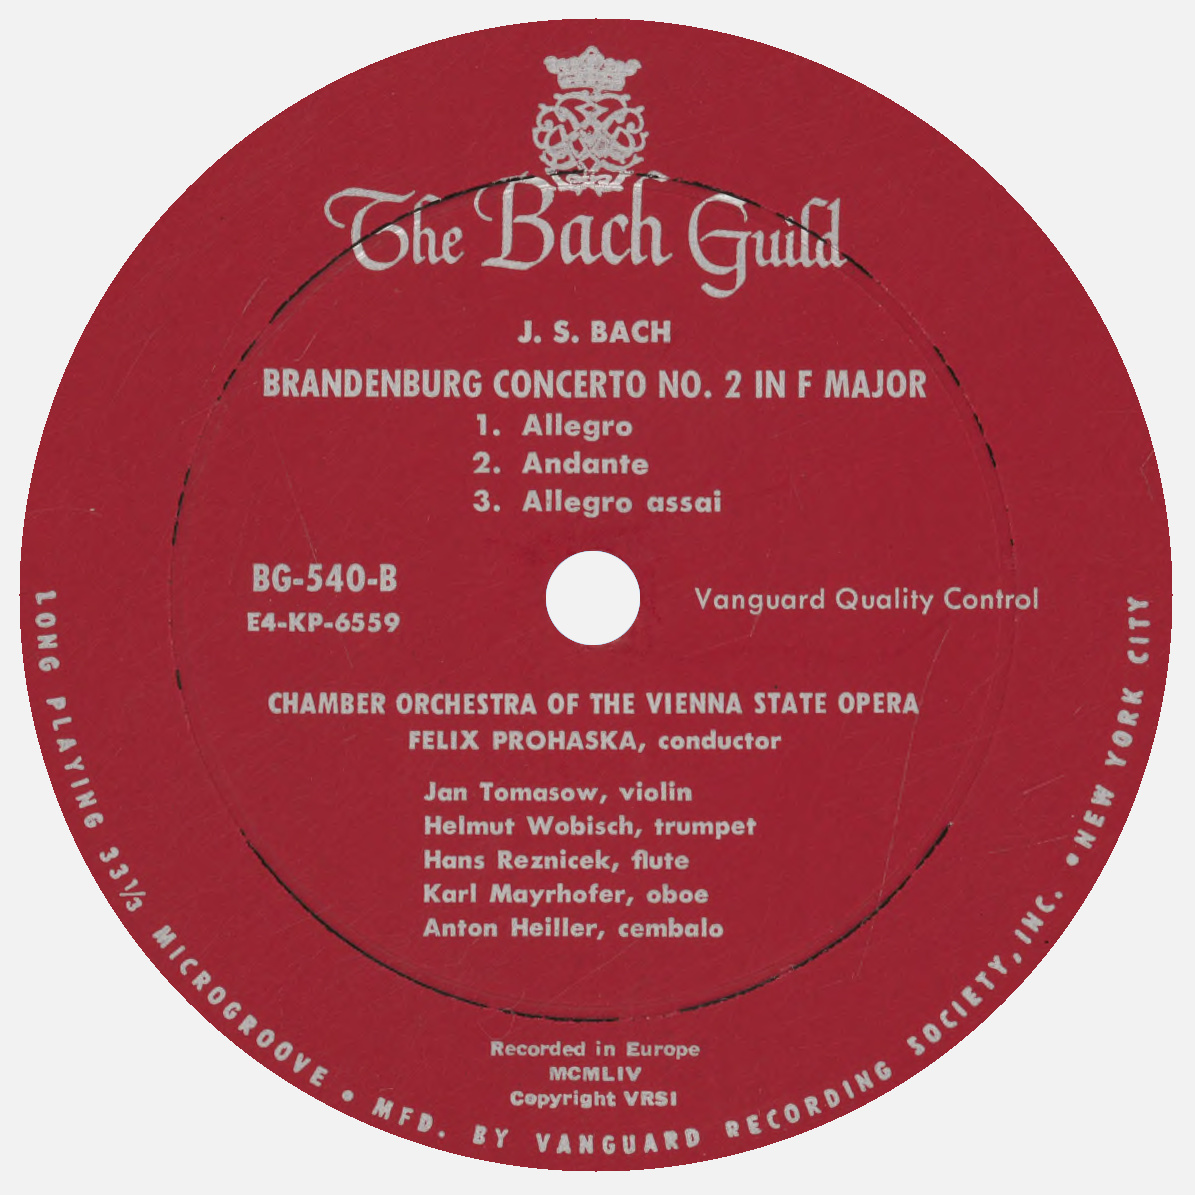 The Bach Guild
J. S. BACH
BRANDENBURG CONCERTO NO. 2 IN F MAJOR
1. Allegro
2. Andante
3. Allegro assai
BG-540-B
E4-KP-6559
Vanguard Quality Control
CHAMBER ORCHESTRA OF THE VIENNA STATE OPERA
FELIX PROHASKA, conductor
Jan Tomasow, violin
Helmut Wobisch, trumpet
Hans Reznicek, flute
Karl Mayrhofer, oboe
Anton Heiller, cembalo
Recorded in Europe
MCMLIV
Copyright VRSI
LONG PLAYING 33⅓ MICROGROOVE • MFD. BY VANGUARD RECORDING SOCIETY, INC. • NEW YORK CITY